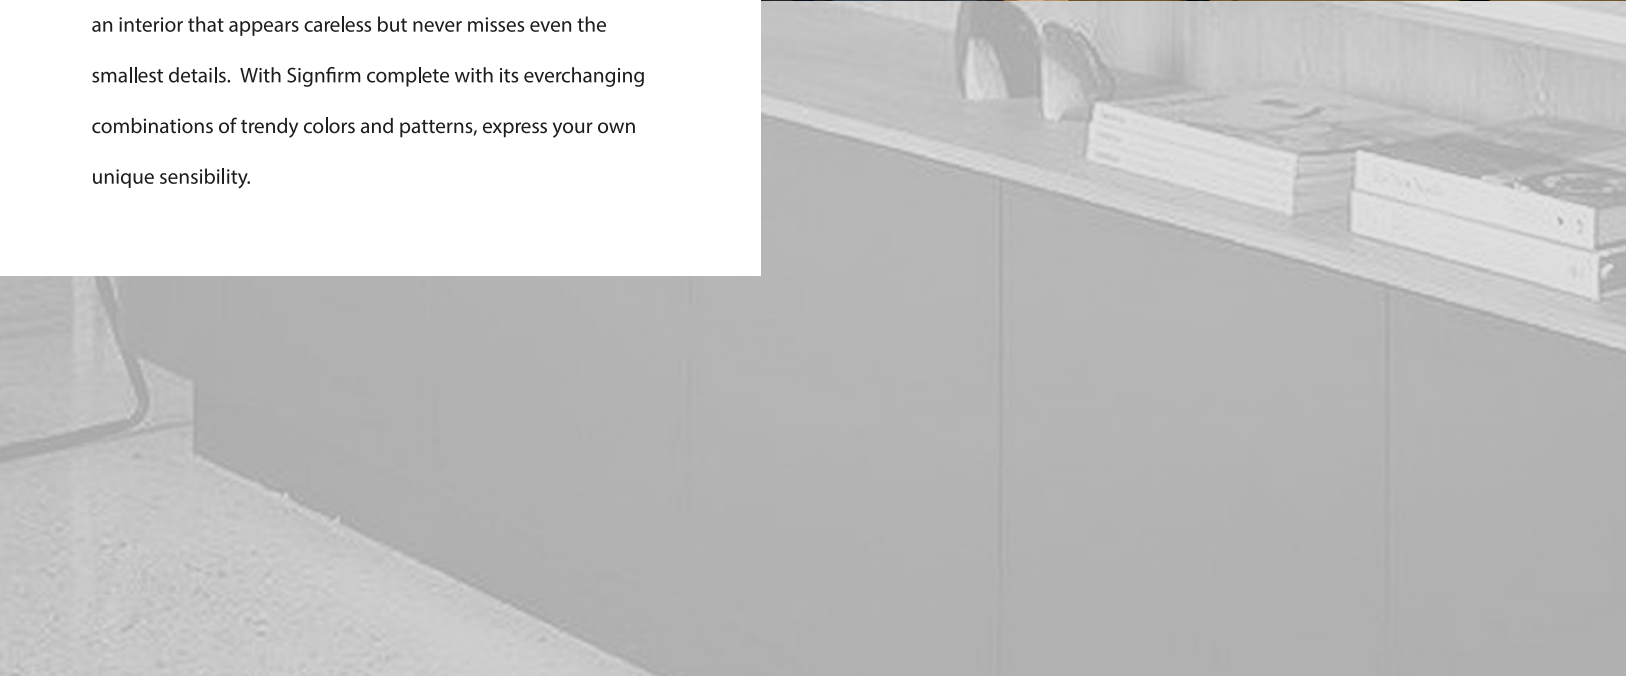 an interior that appears careless but never misses even the
smallest details.  With Signfirm complete with its everchanging
combinations of trendy colors and patterns, express your own
unique sensibility.